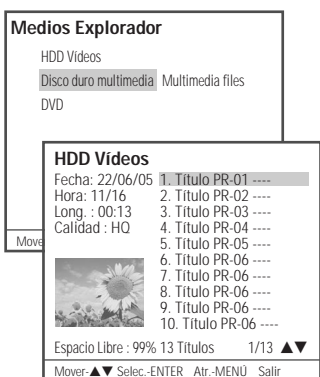 Medios Explorador
HDD Vídeos
Disco duro multimedia Multimedia files
DVD
Move
HDD Vídeos
Fecha: 22/06/05
Hora: 11/16
Long. : 00:13
Calidad : HQ
1. Título PR-01 ----
2. Título PR-02 ----
3. Título PR-03 ----
4. Título PR-04 ----
5. Título PR-05 ----
6. Título PR-06 ----
7. Título PR-06 ----
8. Título PR-06 ----
9. Título PR-06 ----
10. Título PR-06 ----
Espacio Libre : 99% 13 Títulos 1/13 ▲▼
Mover-▲▼ Selec.-ENTER Atr.-MENÚ Salir